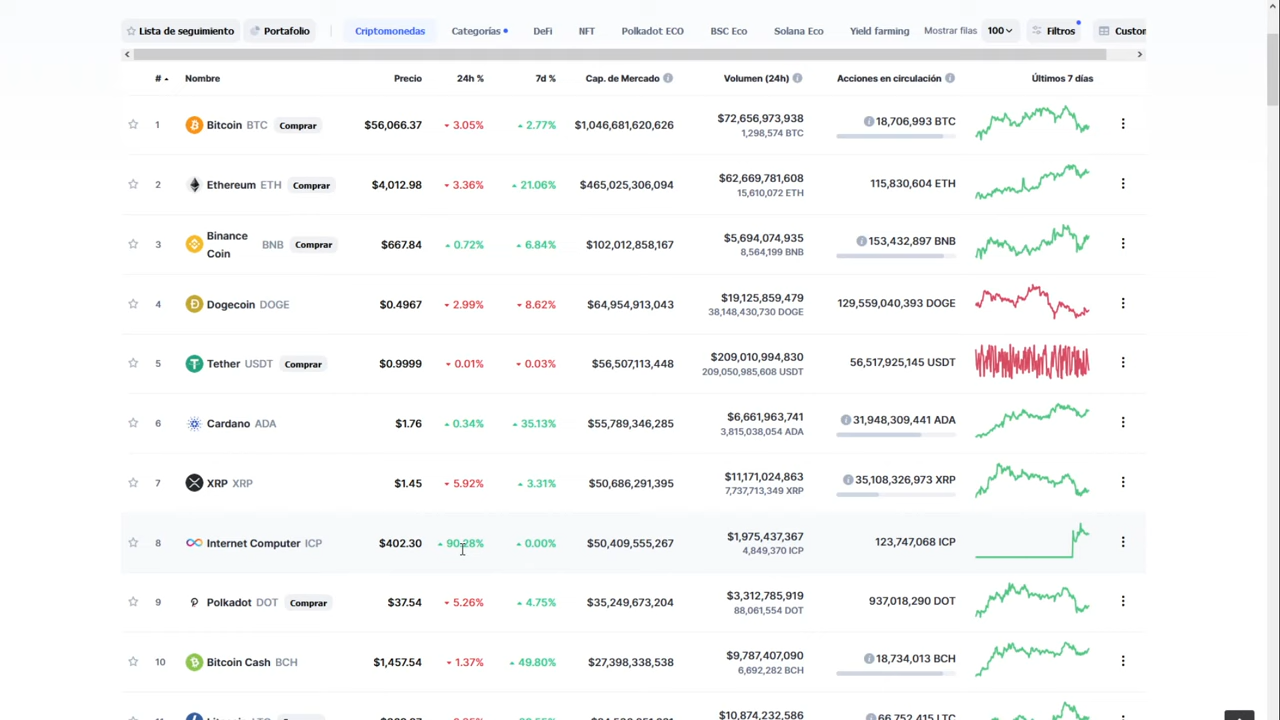 Lista de seguimiento Portafolio Criptomonedas Categorías DeFi NFT Polkadot ECO BSC Eco Solana Eco Yield farming Mostrar filas 100 Filtros Custom
# Nombre Precio 24h % 7d % Cap. de Mercado Volumen (24h) Acciones en circulación Últimos 7 días
1 Bitcoin BTC Comprar $56,066.37 3.05% 2.77% $1,046,681,620,626 $72,656,973,938 18,706,993 BTC
1,298,574 BTC
2 Ethereum ETH Comprar $4,012.98 3.36% 21.06% $465,025,306,094 $62,669,781,608 115,830,604 ETH
15,610,072 ETH
3 Binance BNB Comprar $667.84 0.72% 6.84% $102,012,858,167 $5,694,074,935 153,432,897 BNB
Coin 8,564,199 BNB
4 Dogecoin DOGE $0.4967 2.99% 8.62% $64,954,913,043 $19,125,859,479 129,559,040,393 DOGE
38,148,430,730 DOGE
5 Tether USDT Comprar $0.9999 0.01% 0.03% $56,507,113,448 $209,010,994,830 56,517,925,145 USDT
209,050,985,608 USDT
6 Cardano ADA $1.76 0.34% 35.13% $55,789,346,285 $6,661,963,741 31,948,309,441 ADA
3,815,038,054 ADA
7 XRP XRP $1.45 5.92% 3.31% $50,686,291,395 $11,171,024,863 35,108,326,973 XRP
7,737,713,349 XRP
8 Internet Computer ICP $402.30 90.28% 0.00% $50,409,555,267 $1,975,437,367 123,747,068 ICP
4,849,370 ICP
9 Polkadot DOT Comprar $37.54 5.26% 4.75% $35,249,673,204 $3,312,785,919 937,018,290 DOT
88,061,554 DOT
10 Bitcoin Cash BCH $1,457.54 1.37% 49.80% $27,398,338,538 $9,787,407,090 18,734,013 BCH
6,692,282 BCH
$10,874,232,586 66,752,415 LTC